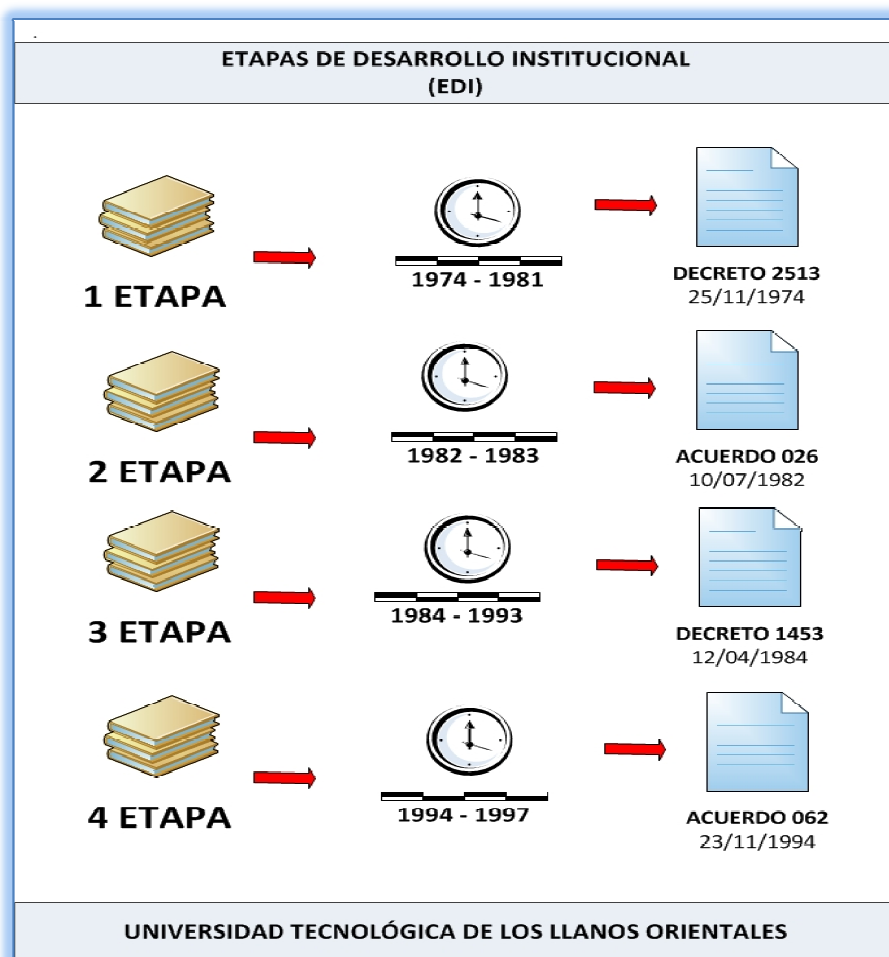 ETAPAS DE DESARROLLO INSTITUCIONAL
(EDI)
1 ETAPA
1974 - 1981
DECRETO 2513
25/11/1974
2 ETAPA
1982 - 1983
ACUERDO 026
10/07/1982
3 ETAPA
1984 - 1993
DECRETO 1453
12/04/1984
4 ETAPA
1994 - 1997
ACUERDO 062
23/11/1994
UNIVERSIDAD TECNOLÓGICA DE LOS LLANOS ORIENTALES